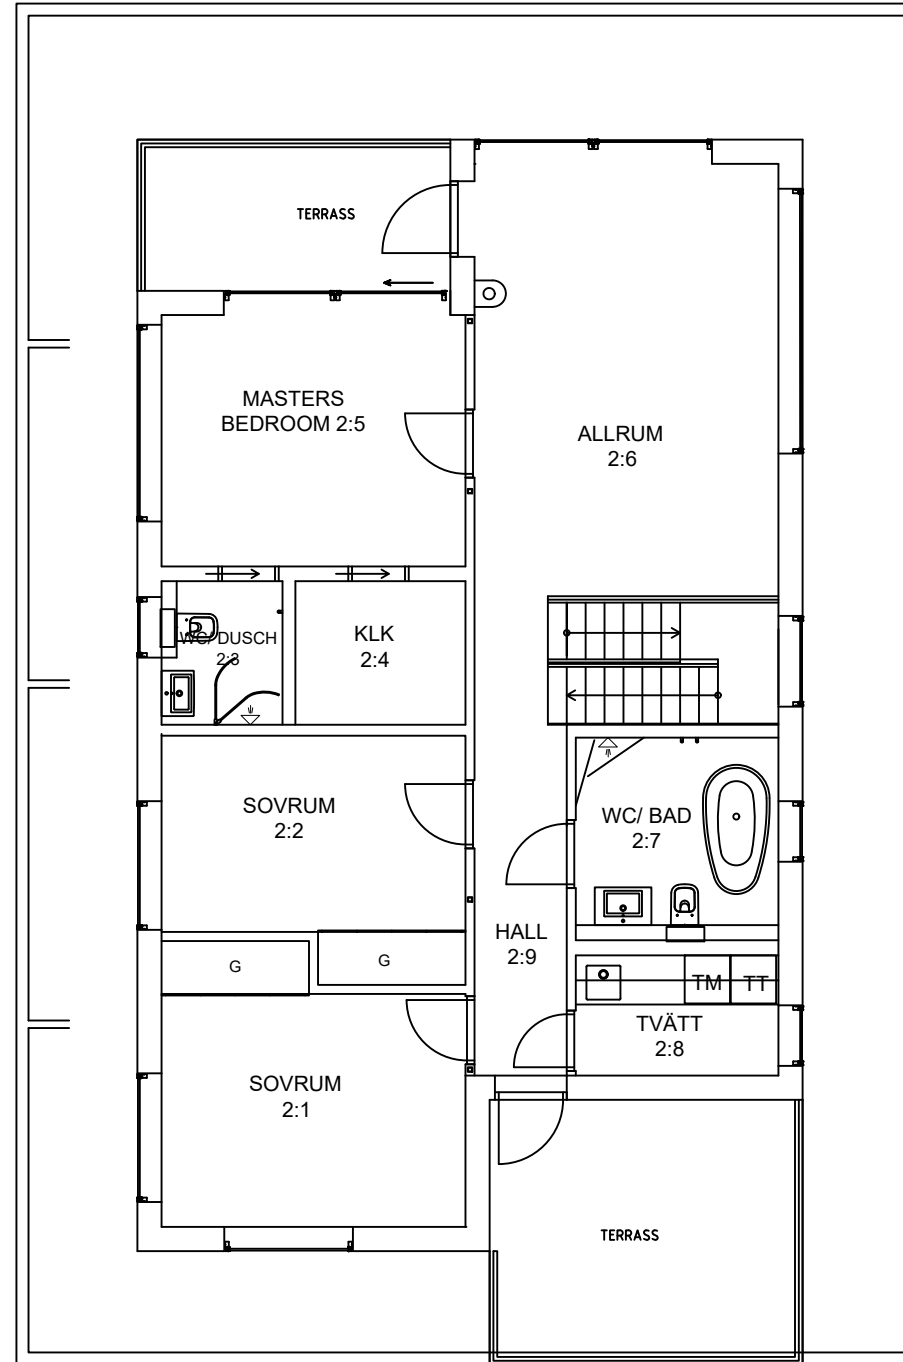 TERRASS
MASTERS
BEDROOM 2:5
ALLRUM
2:6
WC/ DUSCH
2:3
KLK
2:4
SOVRUM
2:2
WC/ BAD
2:7
HALL
2:9
G
G
TM
TT
TVÄTT
2:8
SOVRUM
2:1
TERRASS